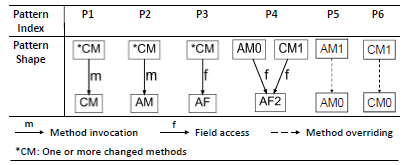 Pattern Index P1 P2 P3 P4 P5 P6
Pattern Shape
*CM *CM *CM AM0 CM1 AM1 CM1
m m f f f
CM AM AF AF2 AM0 CM0
m Method invocation f Field access Method overriding
*CM: One or more changed methods